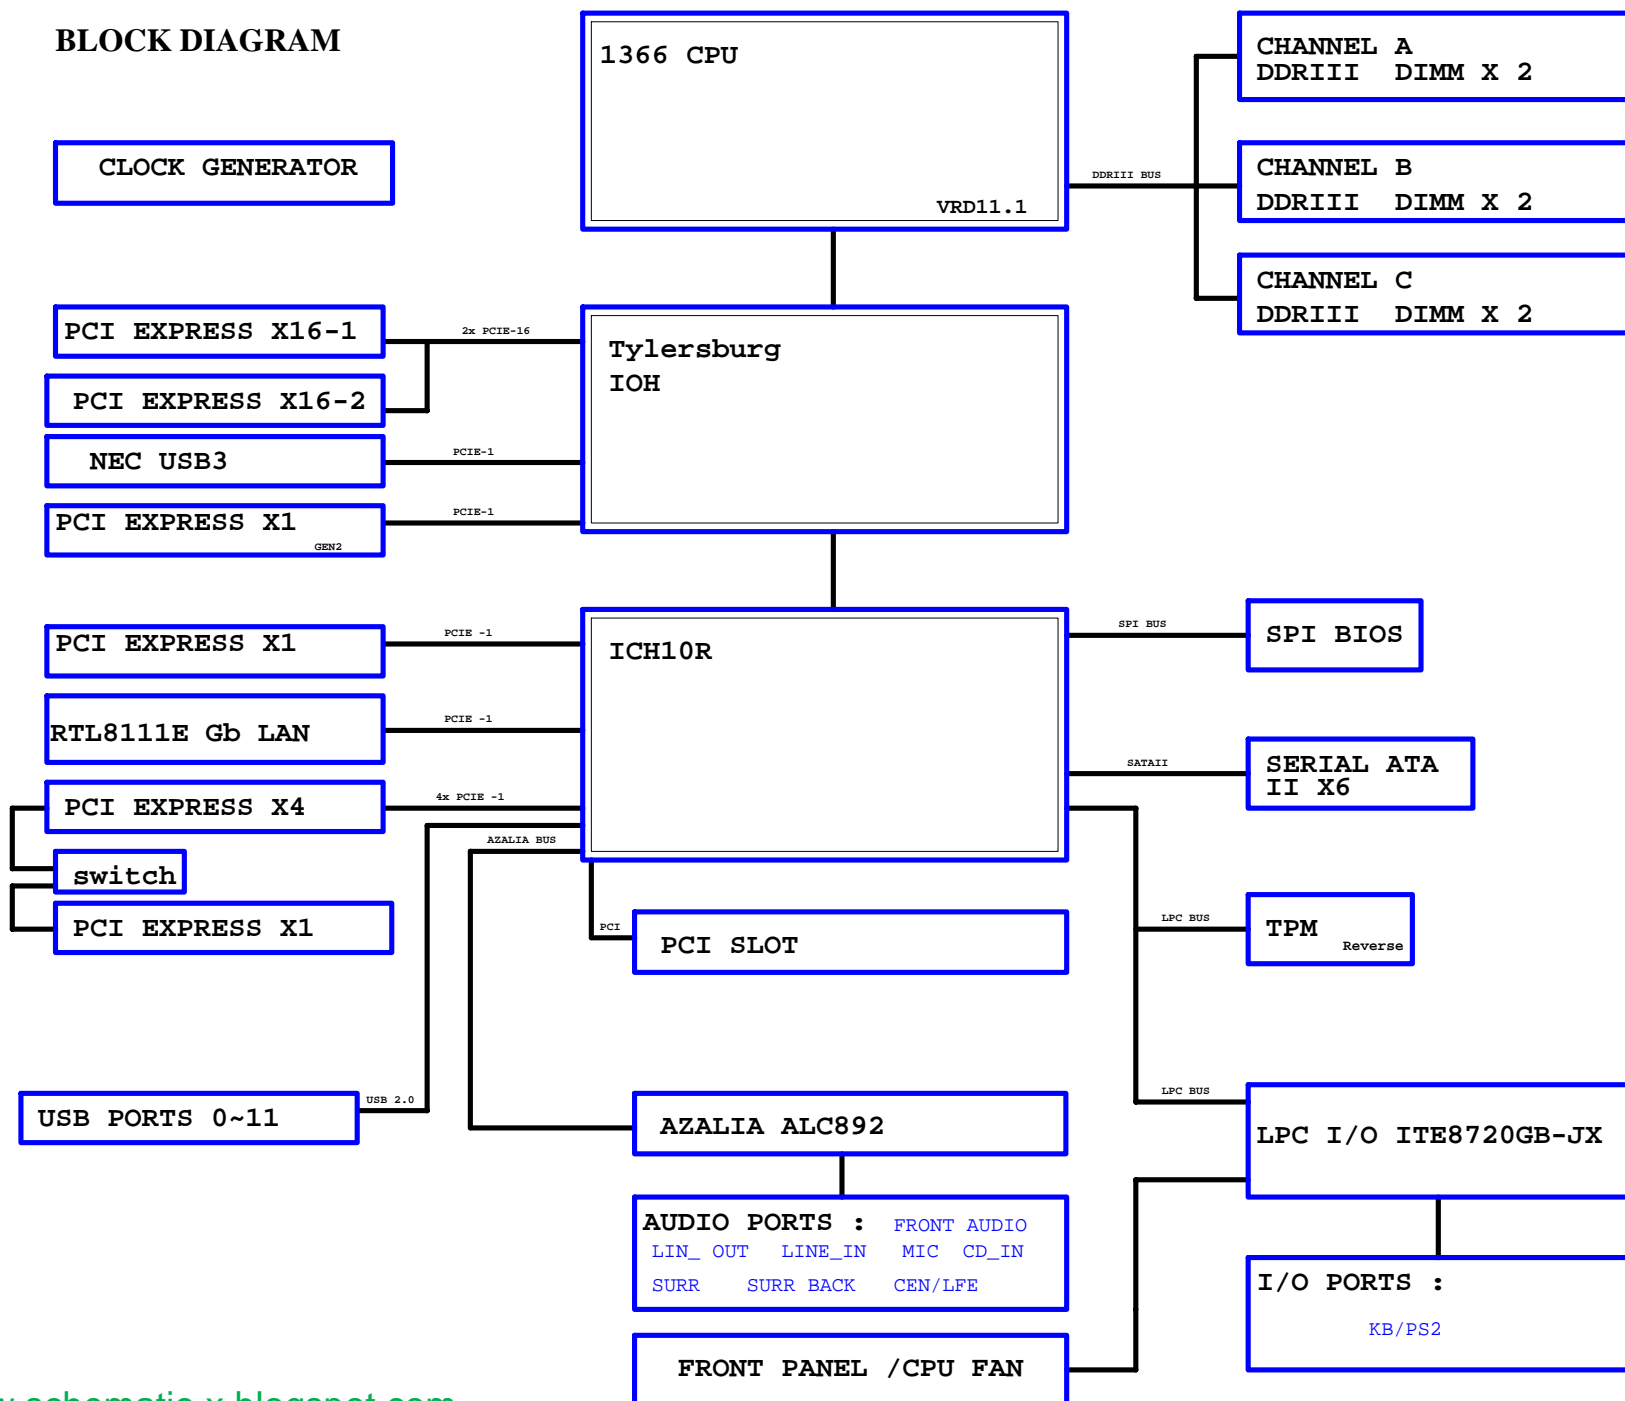 BLOCK DIAGRAM
1366 CPU
VRD11.1
CHANNEL A
DDRIII DIMM X 2
CLOCK GENERATOR
DDRIII BUS
CHANNEL B
DDRIII DIMM X 2
CHANNEL C
DDRIII DIMM X 2
PCI EXPRESS X16-1
2x PCIE-16
Tylersburg
IOH
PCI EXPRESS X16-2
NEC USB3
PCIE-1
PCI EXPRESS X1
GEN2
PCIE-1
PCI EXPRESS X1
PCIE -1
ICH10R
SPI BUS
SPI BIOS
RTL8111E Gb LAN
PCIE -1
SATAII
SERIAL ATA
II X6
PCI EXPRESS X4
4x PCIE -1
AZALIA BUS
switch
PCI EXPRESS X1
PCI
PCI SLOT
LPC BUS
TPM
Reverse
USB PORTS 0~11
USB 2.0
AZALIA ALC892
LPC BUS
LPC I/O ITE8720GB-JX
AUDIO PORTS : FRONT AUDIO
LIN_ OUT LINE_IN MIC CD_IN
SURR SURR BACK CEN/LFE
I/O PORTS :
KB/PS2
FRONT PANEL /CPU FAN